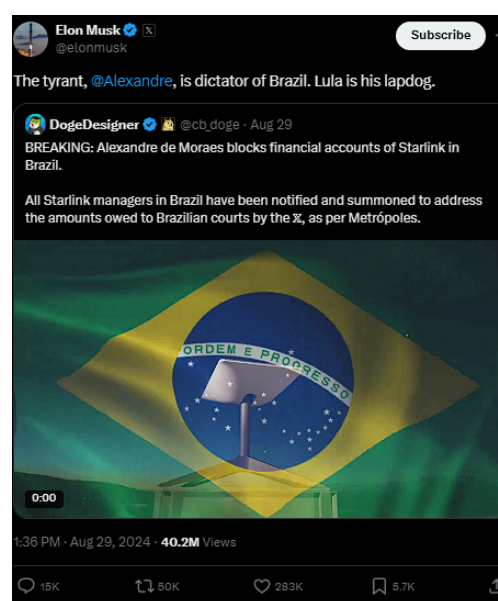 Elon Musk X
Subscribe
@elonmusk
The tyrant, @Alexandre, is dictator of Brazil. Lula is his lapdog.
DogeDesigner @cb_doge · Aug 29
BREAKING: Alexandre de Moraes blocks financial accounts of Starlink in
Brazil.
All Starlink managers in Brazil have been notified and summoned to address
the amounts owed to Brazilian courts by the 𝕏, as per Metrópoles.
ORDEM E PROGRESSO
0:00
1:36 PM · Aug 29, 2024 · 40.2M Views
15K 50K 283K 5.7K